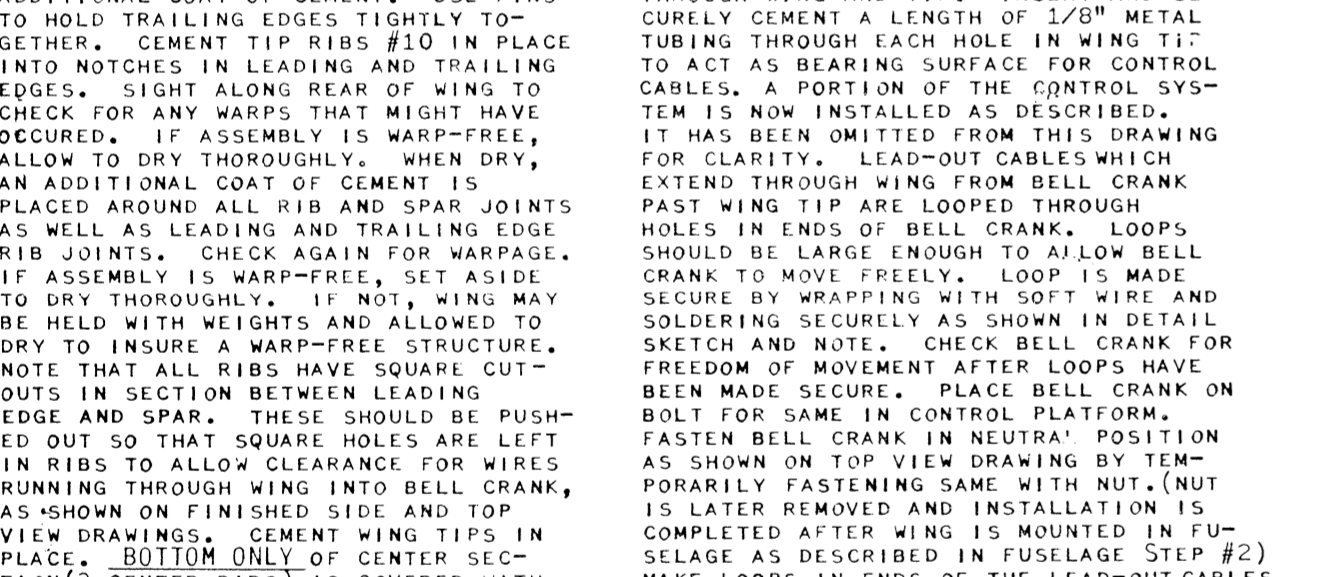 TO HOLD TRAILING EDGES TIGHTLY TO-
GETHER. CEMENT TIP RIBS #10 IN PLACE
INTO NOTCHES IN LEADING AND TRAILING
EDGES. SIGHT ALONG REAR OF WING TO
CHECK FOR ANY WARPS THAT MIGHT HAVE
OCCURED. IF ASSEMBLY IS WARP-FREE,
ALLOW TO DRY THOROUGHLY. WHEN DRY,
AN ADDITIONAL COAT OF CEMENT IS
PLACED AROUND ALL RIB AND SPAR JOINTS
AS WELL AS LEADING AND TRAILING EDGE
RIB JOINTS. CHECK AGAIN FOR WARPAGE.
IF ASSEMBLY IS WARP-FREE, SET ASIDE
TO DRY THOROUGHLY. IF NOT, WING MAY
BE HELD WITH WEIGHTS AND ALLOWED TO
DRY TO INSURE A WARP-FREE STRUCTURE.
NOTE THAT ALL RIBS HAVE SQUARE CUT-
OUTS IN SECTION BETWEEN LEADING
EDGE AND SPAR. THESE SHOULD BE PUSH-
ED OUT SO THAT SQUARE HOLES ARE LEFT
IN RIBS TO ALLOW CLEARANCE FOR WIRES
RUNNING THROUGH WING INTO BELL CRANK,
AS SHOWN ON FINISHED SIDE AND TOP
VIEW DRAWINGS. CEMENT WING TIPS IN
PLACE. BOTTOM ONLY OF CENTER SEC-
CURELY CEMENT A LENGTH OF 1/8" METAL
TUBING THROUGH EACH HOLE IN WING TIP
TO ACT AS BEARING SURFACE FOR CONTROL
CABLES. A PORTION OF THE CONTROL SYS-
TEM IS NOW INSTALLED AS DESCRIBED.
IT HAS BEEN OMITTED FROM THIS DRAWING
FOR CLARITY. LEAD-OUT CABLES WHICH
EXTEND THROUGH WING FROM BELL CRANK
PAST WING TIP ARE LOOPED THROUGH
HOLES IN ENDS OF BELL CRANK. LOOPS
SHOULD BE LARGE ENOUGH TO ALLOW BELL
CRANK TO MOVE FREELY. LOOP IS MADE
SECURE BY WRAPPING WITH SOFT WIRE AND
SOLDERING SECURELY AS SHOWN IN DETAIL
SKETCH AND NOTE. CHECK BELL CRANK FOR
FREEDOM OF MOVEMENT AFTER LOOPS HAVE
BEEN MADE SECURE. PLACE BELL CRANK ON
BOLT FOR SAME IN CONTROL PLATFORM.
FASTEN BELL CRANK IN NEUTRAL POSITION
AS SHOWN ON TOP VIEW DRAWING BY TEM-
PORARILY FASTENING SAME WITH NUT. (NUT
IS LATER REMOVED AND INSTALLATION IS
COMPLETED AFTER WING IS MOUNTED IN FU-
SELAGE AS DESCRIBED IN FUSELAGE STEP #2)
MAKE LOOPS IN ENDS OF THE LEAD-OUT CABLES